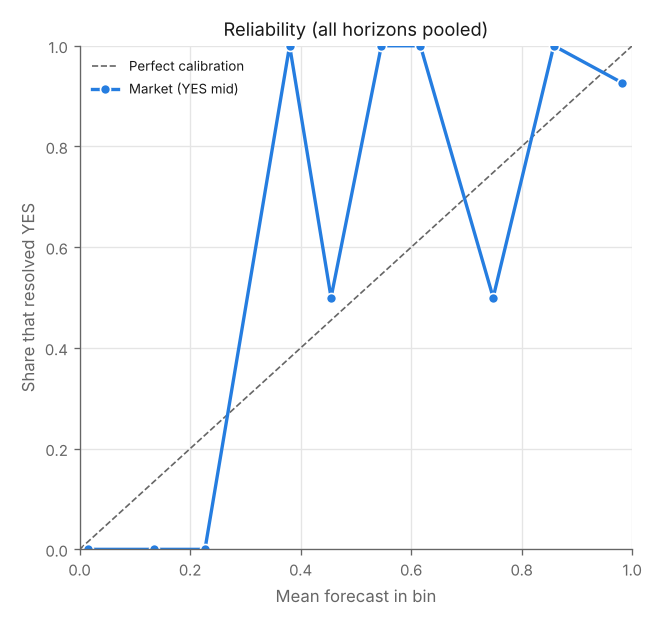 Reliability (all horizons pooled)
Perfect calibration
Market (YES mid)
Share that resolved YES
1.0
0.8
0.6
0.4
0.2
0.0
0.0 0.2 0.4 0.6 0.8 1.0
Mean forecast in bin